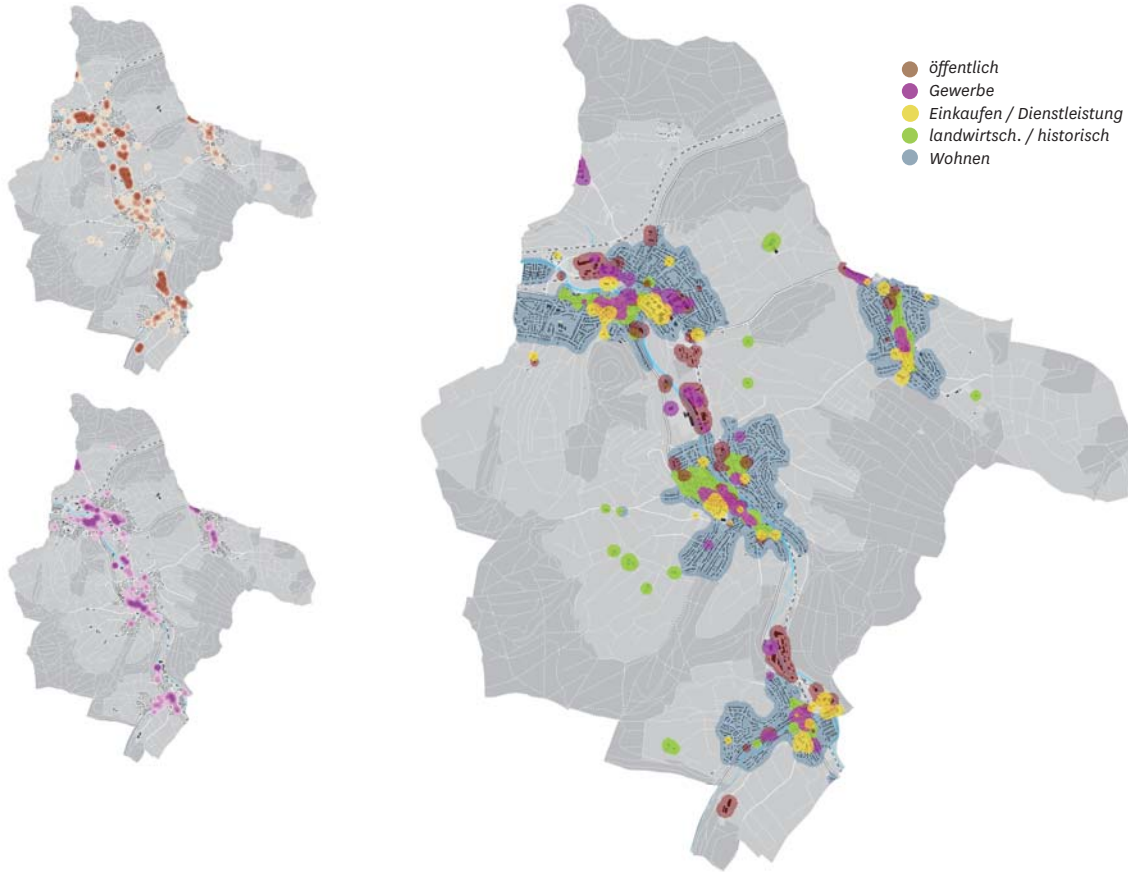 öffentlich
Gewerbe
Einkaufen / Dienstleistung
landwirtsch. / historisch
Wohnen